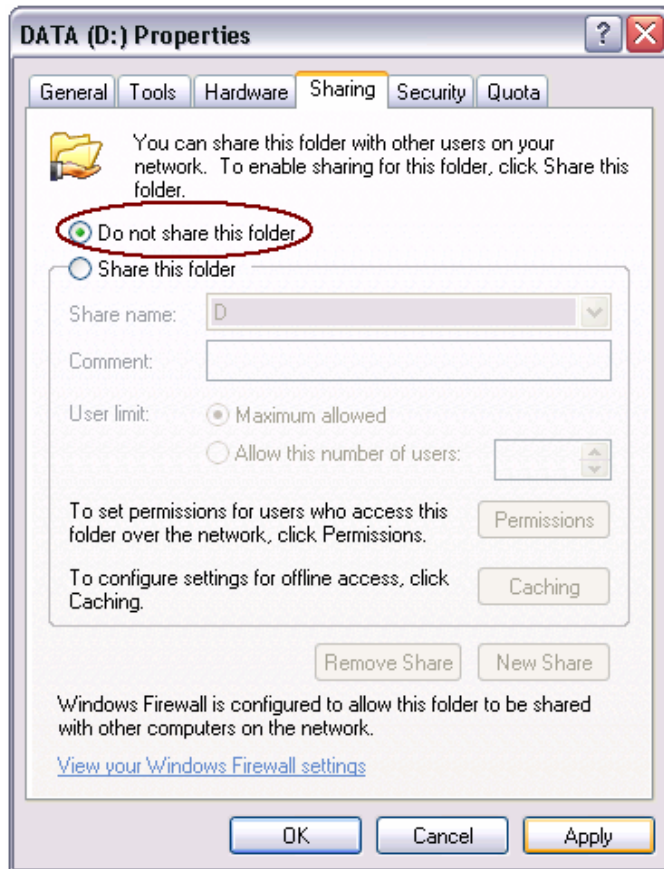 DATA (D:) Properties
General Tools Hardware Sharing Security Quota
You can share this folder with other users on your
network. To enable sharing for this folder, click Share this
folder.
Do not share this folder
Share this folder
Share name: D
Comment:
User limit: Maximum allowed
Allow this number of users:
To set permissions for users who access this
folder over the network, click Permissions.
Permissions
To configure settings for offline access, click
Caching.
Caching
Remove Share New Share
Windows Firewall is configured to allow this folder to be shared
with other computers on the network.
View your Windows Firewall settings
OK Cancel Apply